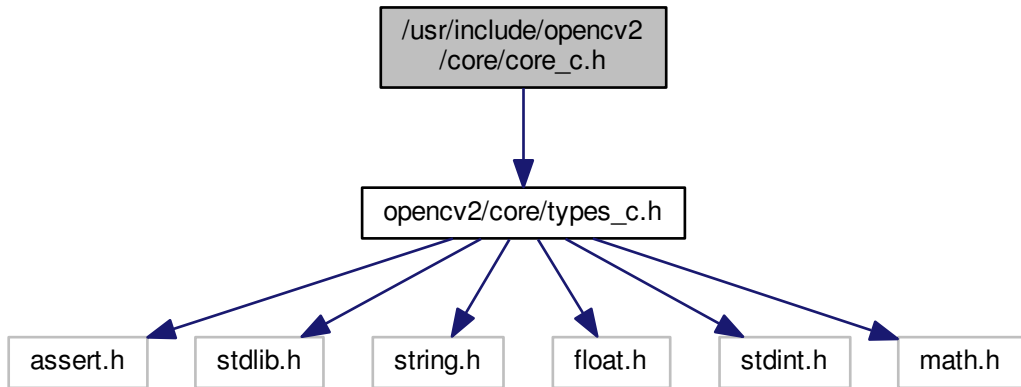 /usr/include/opencv2
/core/core_c.h
opencv2/core/types_c.h
assert.h
stdlib.h
string.h
float.h
stdint.h
math.h